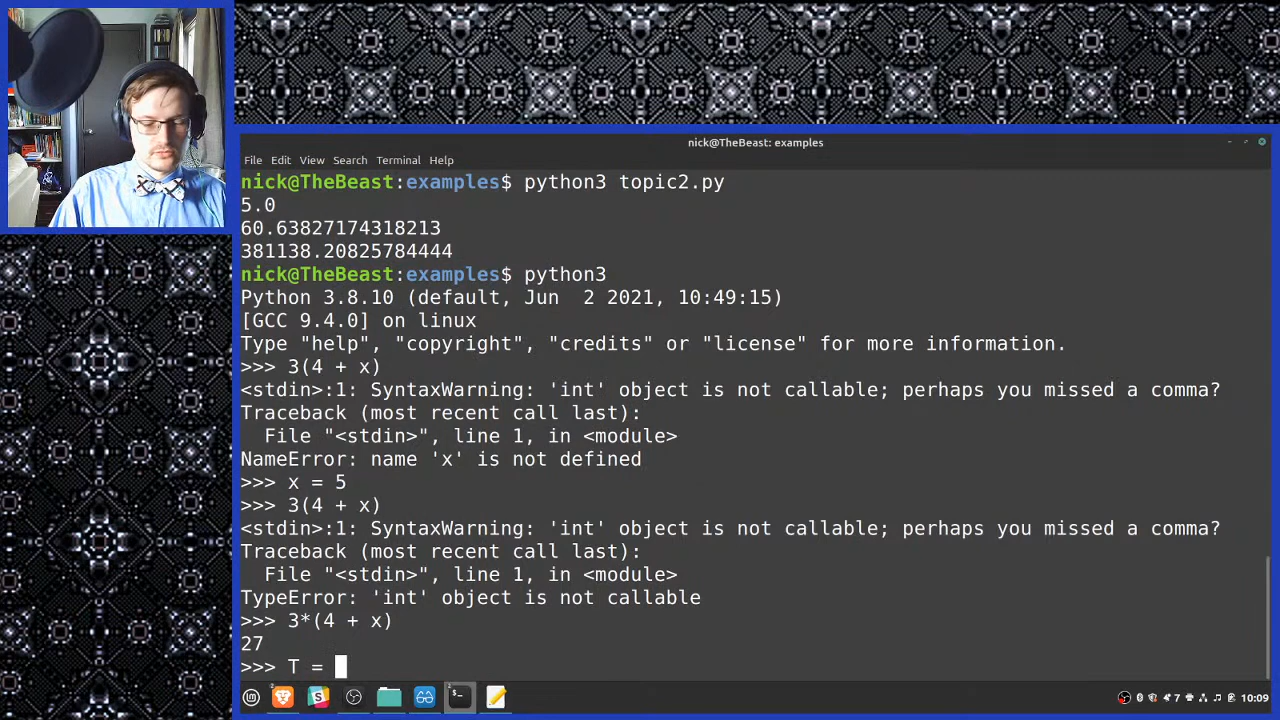 nick@TheBeast: examples
File Edit View Search Terminal Help
nick@TheBeast:examples$ python3 topic2.py
5.0
60.63827174318213
381138.20825784444
nick@TheBeast:examples$ python3
Python 3.8.10 (default, Jun  2 2021, 10:49:15)
[GCC 9.4.0] on linux
Type "help", "copyright", "credits" or "license" for more information.
>>> 3(4 + x)
<stdin>:1: SyntaxWarning: 'int' object is not callable; perhaps you missed a comma?
Traceback (most recent call last):
  File "<stdin>", line 1, in <module>
NameError: name 'x' is not defined
>>> x = 5
>>> 3(4 + x)
<stdin>:1: SyntaxWarning: 'int' object is not callable; perhaps you missed a comma?
Traceback (most recent call last):
  File "<stdin>", line 1, in <module>
TypeError: 'int' object is not callable
>>> 3*(4 + x)
27
>>> T =
7 10:09